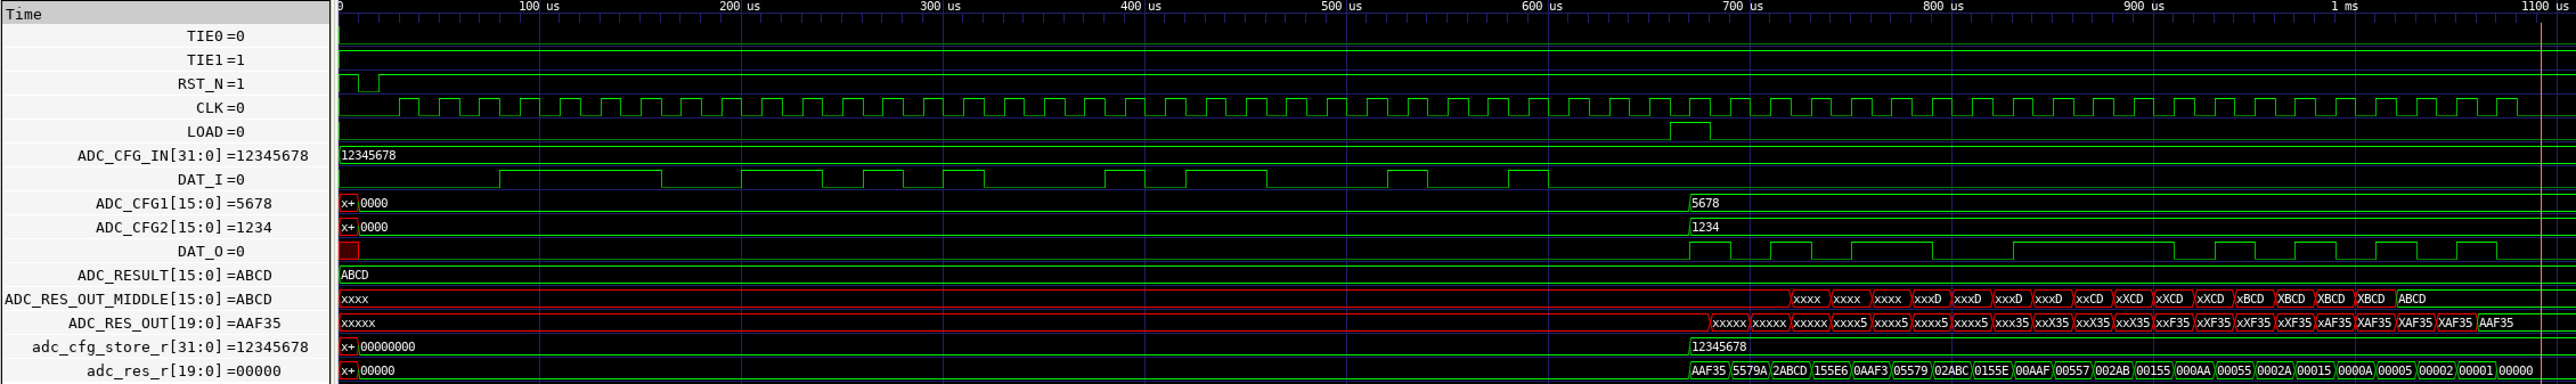 Time 0 100 us 200 us 300 us 400 us 500 us 600 us 700 us 800 us 900 us 1 ms 1100 us
TIE0 =0
TIE1 =1
RST_N =1
CLK =0
LOAD =0
ADC_CFG_IN[31:0] =12345678 12345678
DAT_I =0
ADC_CFG1[15:0] =5678 x+ 0000 5678
ADC_CFG2[15:0] =1234 x+ 0000 1234
DAT_O =0
ADC_RESULT[15:0] =ABCD ABCD
ADC_RES_OUT_MIDDLE[15:0] =ABCD xxxx xxxx xxxx xxxx xxxD xxxD xxxD xxxD xxCD xXCD xXCD xXCD xBCD XBCD XBCD XBCD ABCD
ADC_RES_OUT[19:0] =AAF35 xxxxx xxxxx xxxxx xxxxx xxxx5 xxxx5 xxxx5 xxxx5 xxx35 xxX35 xxX35 xxX35 xxF35 xXF35 xXF35 xXF35 xAF35 XAF35 XAF35 XAF35 AAF35
adc_cfg_store_r[31:0] =12345678 x+ 00000000 12345678
adc_res_r[19:0] =00000 x+ 00000 AAF35 5579A 2ABCD 155E6 0AAF3 05579 02ABC 0155E 00AAF 00557 002AB 00155 000AA 00055 0002A 00015 0000A 00005 00002 00001 00000